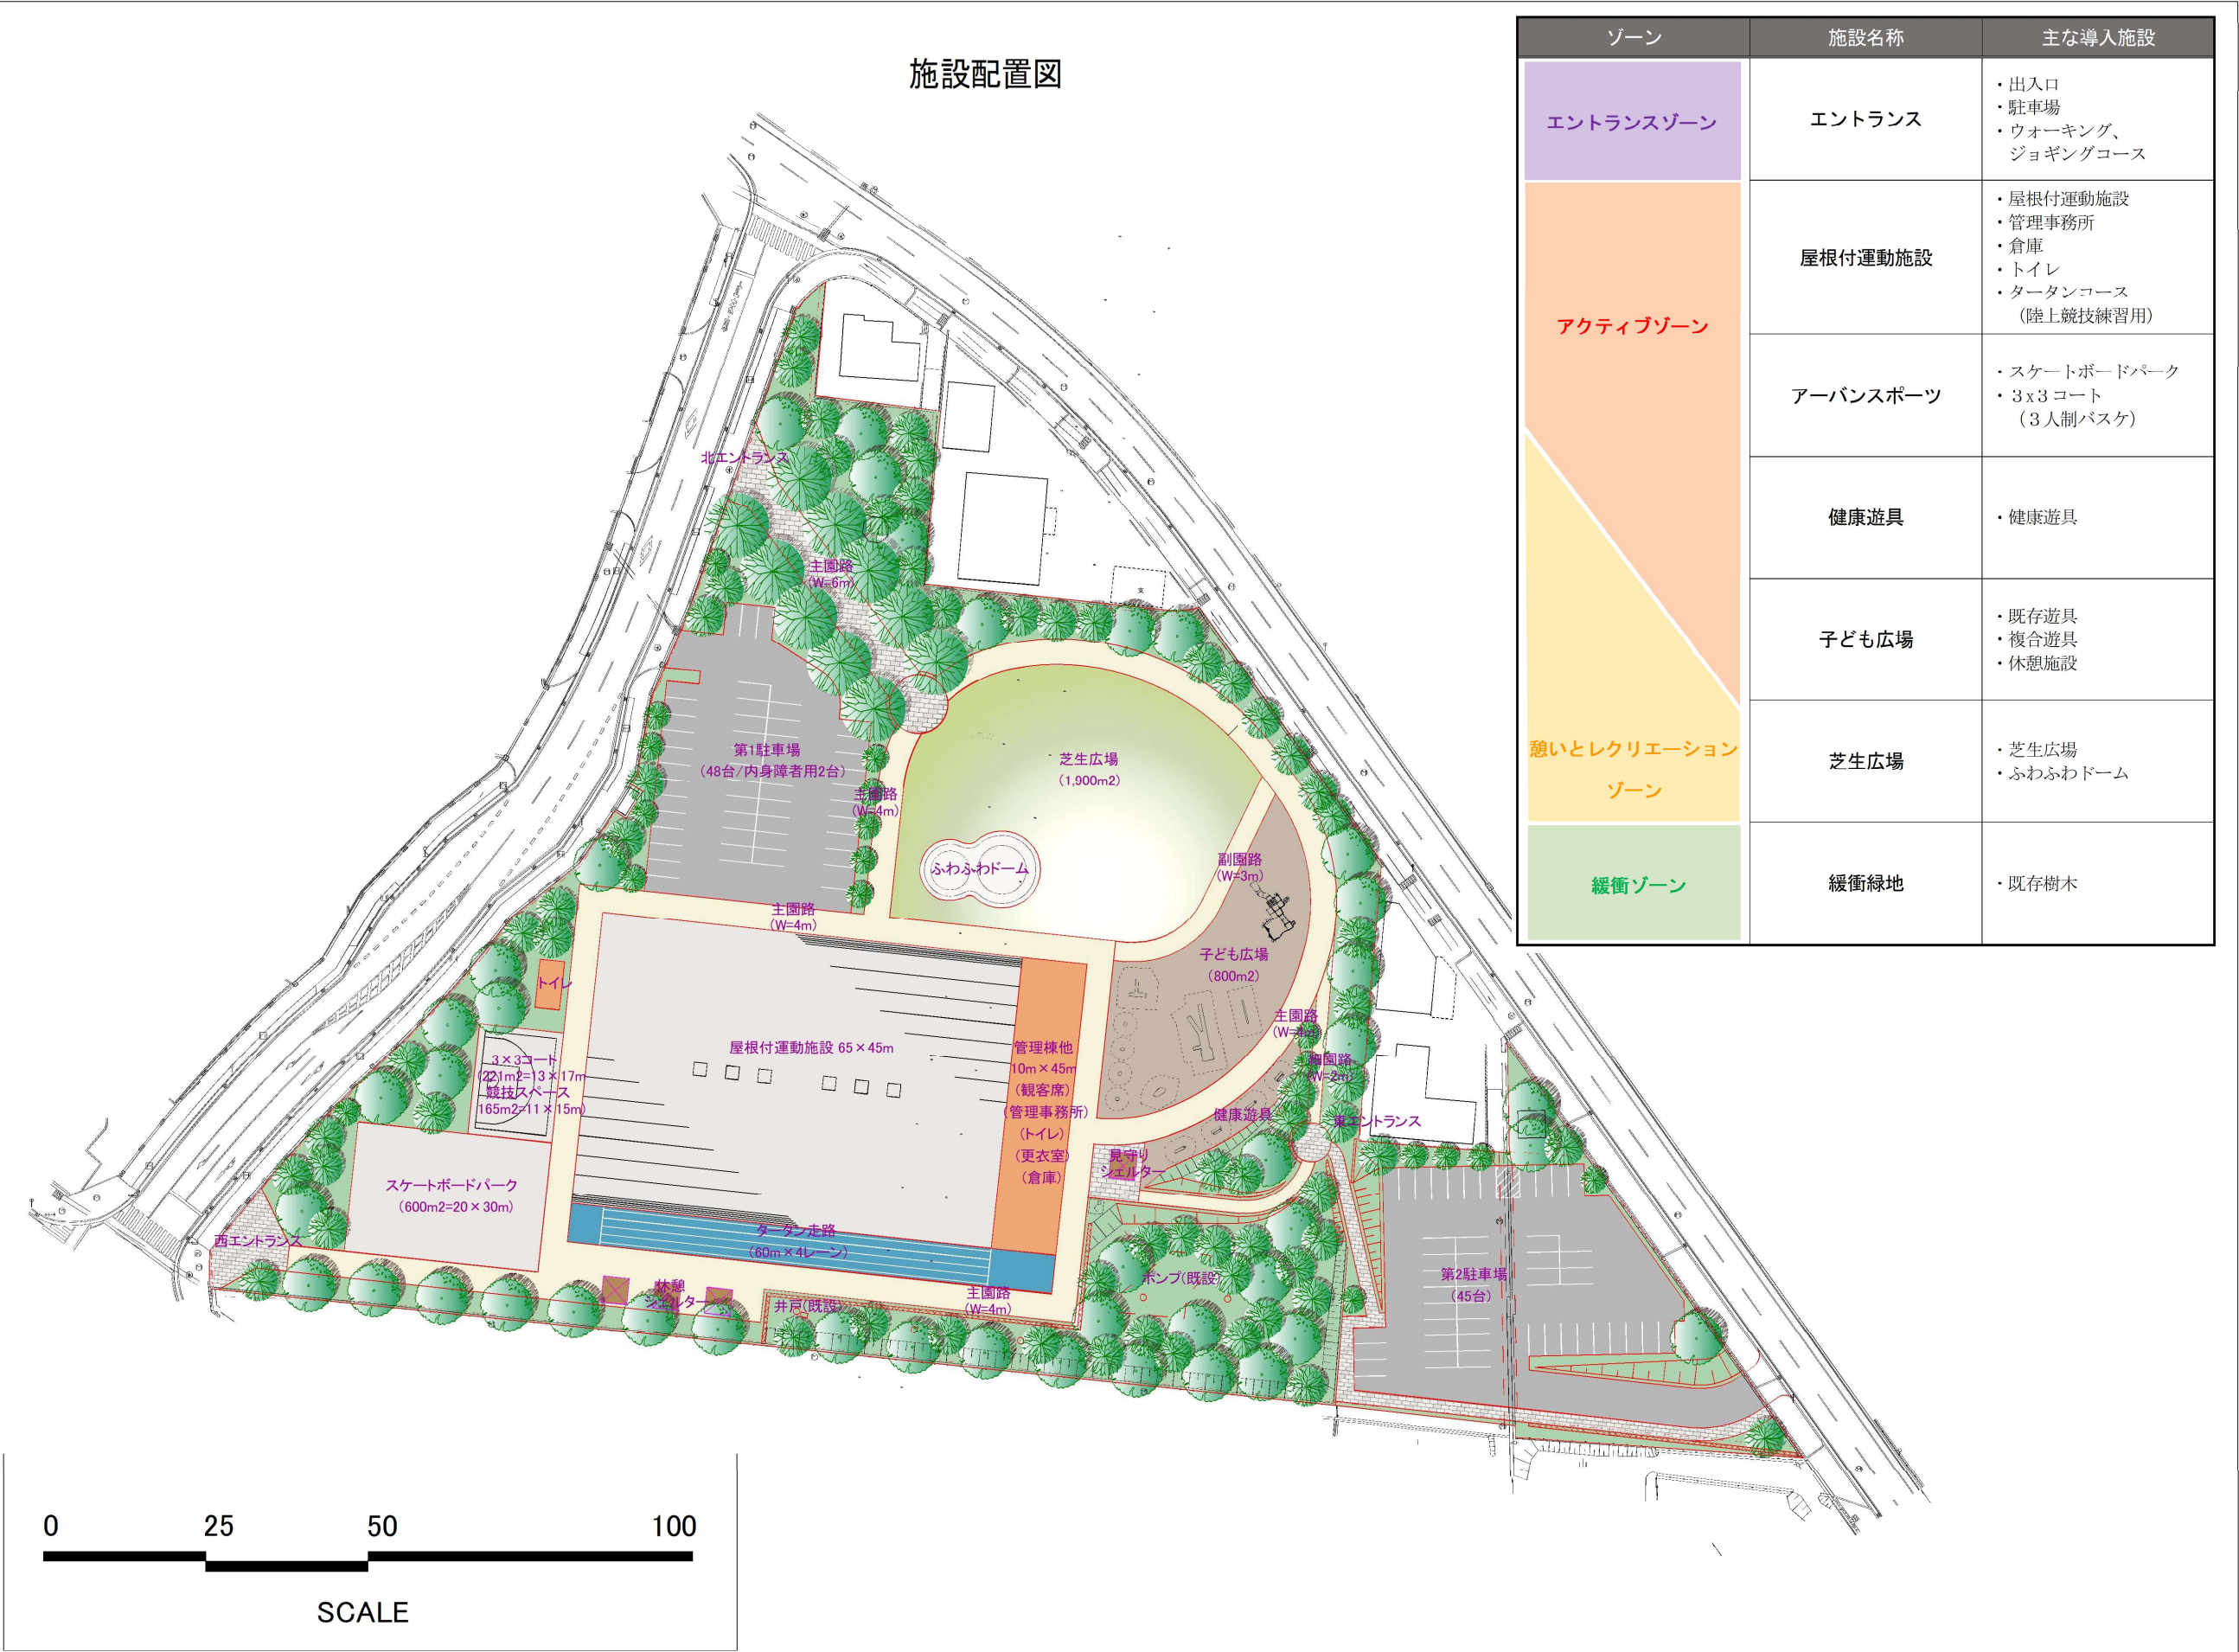 施設配置図
ゾーン
施設名称
主な導入施設
エントランスゾーン
エントランス
・出入口
・駐車場
・ウォーキング、
ジョギングコース
アクティブゾーン
屋根付運動施設
・屋根付運動施設
・管理事務所
・倉庫
・トイレ
・タータンコース
（陸上競技練習用）
アーバンスポーツ
・スケートボードパーク
・３x３コート
（３人制バスケ）
健康遊具
・健康遊具
子ども広場
・既存遊具
・複合遊具
・休憩施設
憩いとレクリエーション
ゾーン
芝生広場
・芝生広場
・ふわふわドーム
緩衝ゾーン
緩衝緑地
・既存樹木
北エントランス
主園路
(W=6m)
第1駐車場
（48台/内身障者用2台）
主園路
(W=4m)
芝生広場
（1,900m2）
ふわふわドーム
副園路
(W=3m)
主園路
(W=4m)
子ども広場
（800m2）
トイレ
主園路
(W=4m)
屋根付運動施設 65×45m
管理棟他
10m×45m
（観客席）
（管理事務所）
（トイレ）
（更衣室）
（倉庫）
3×3コート
(221m2=13×17m
競技スペース
165m2=11×15m)
細園路
(W=2m)
健康遊具
東エントランス
見守り
シェルター
スケートボードパーク
（600m2=20×30m）
西エントランス
タータン走路
（60m×4レーン）
ポンプ(既設)
第2駐車場
（45台）
休憩
シェルター
井戸(既設)
主園路
(W=4m)
0
25
50
100
SCALE